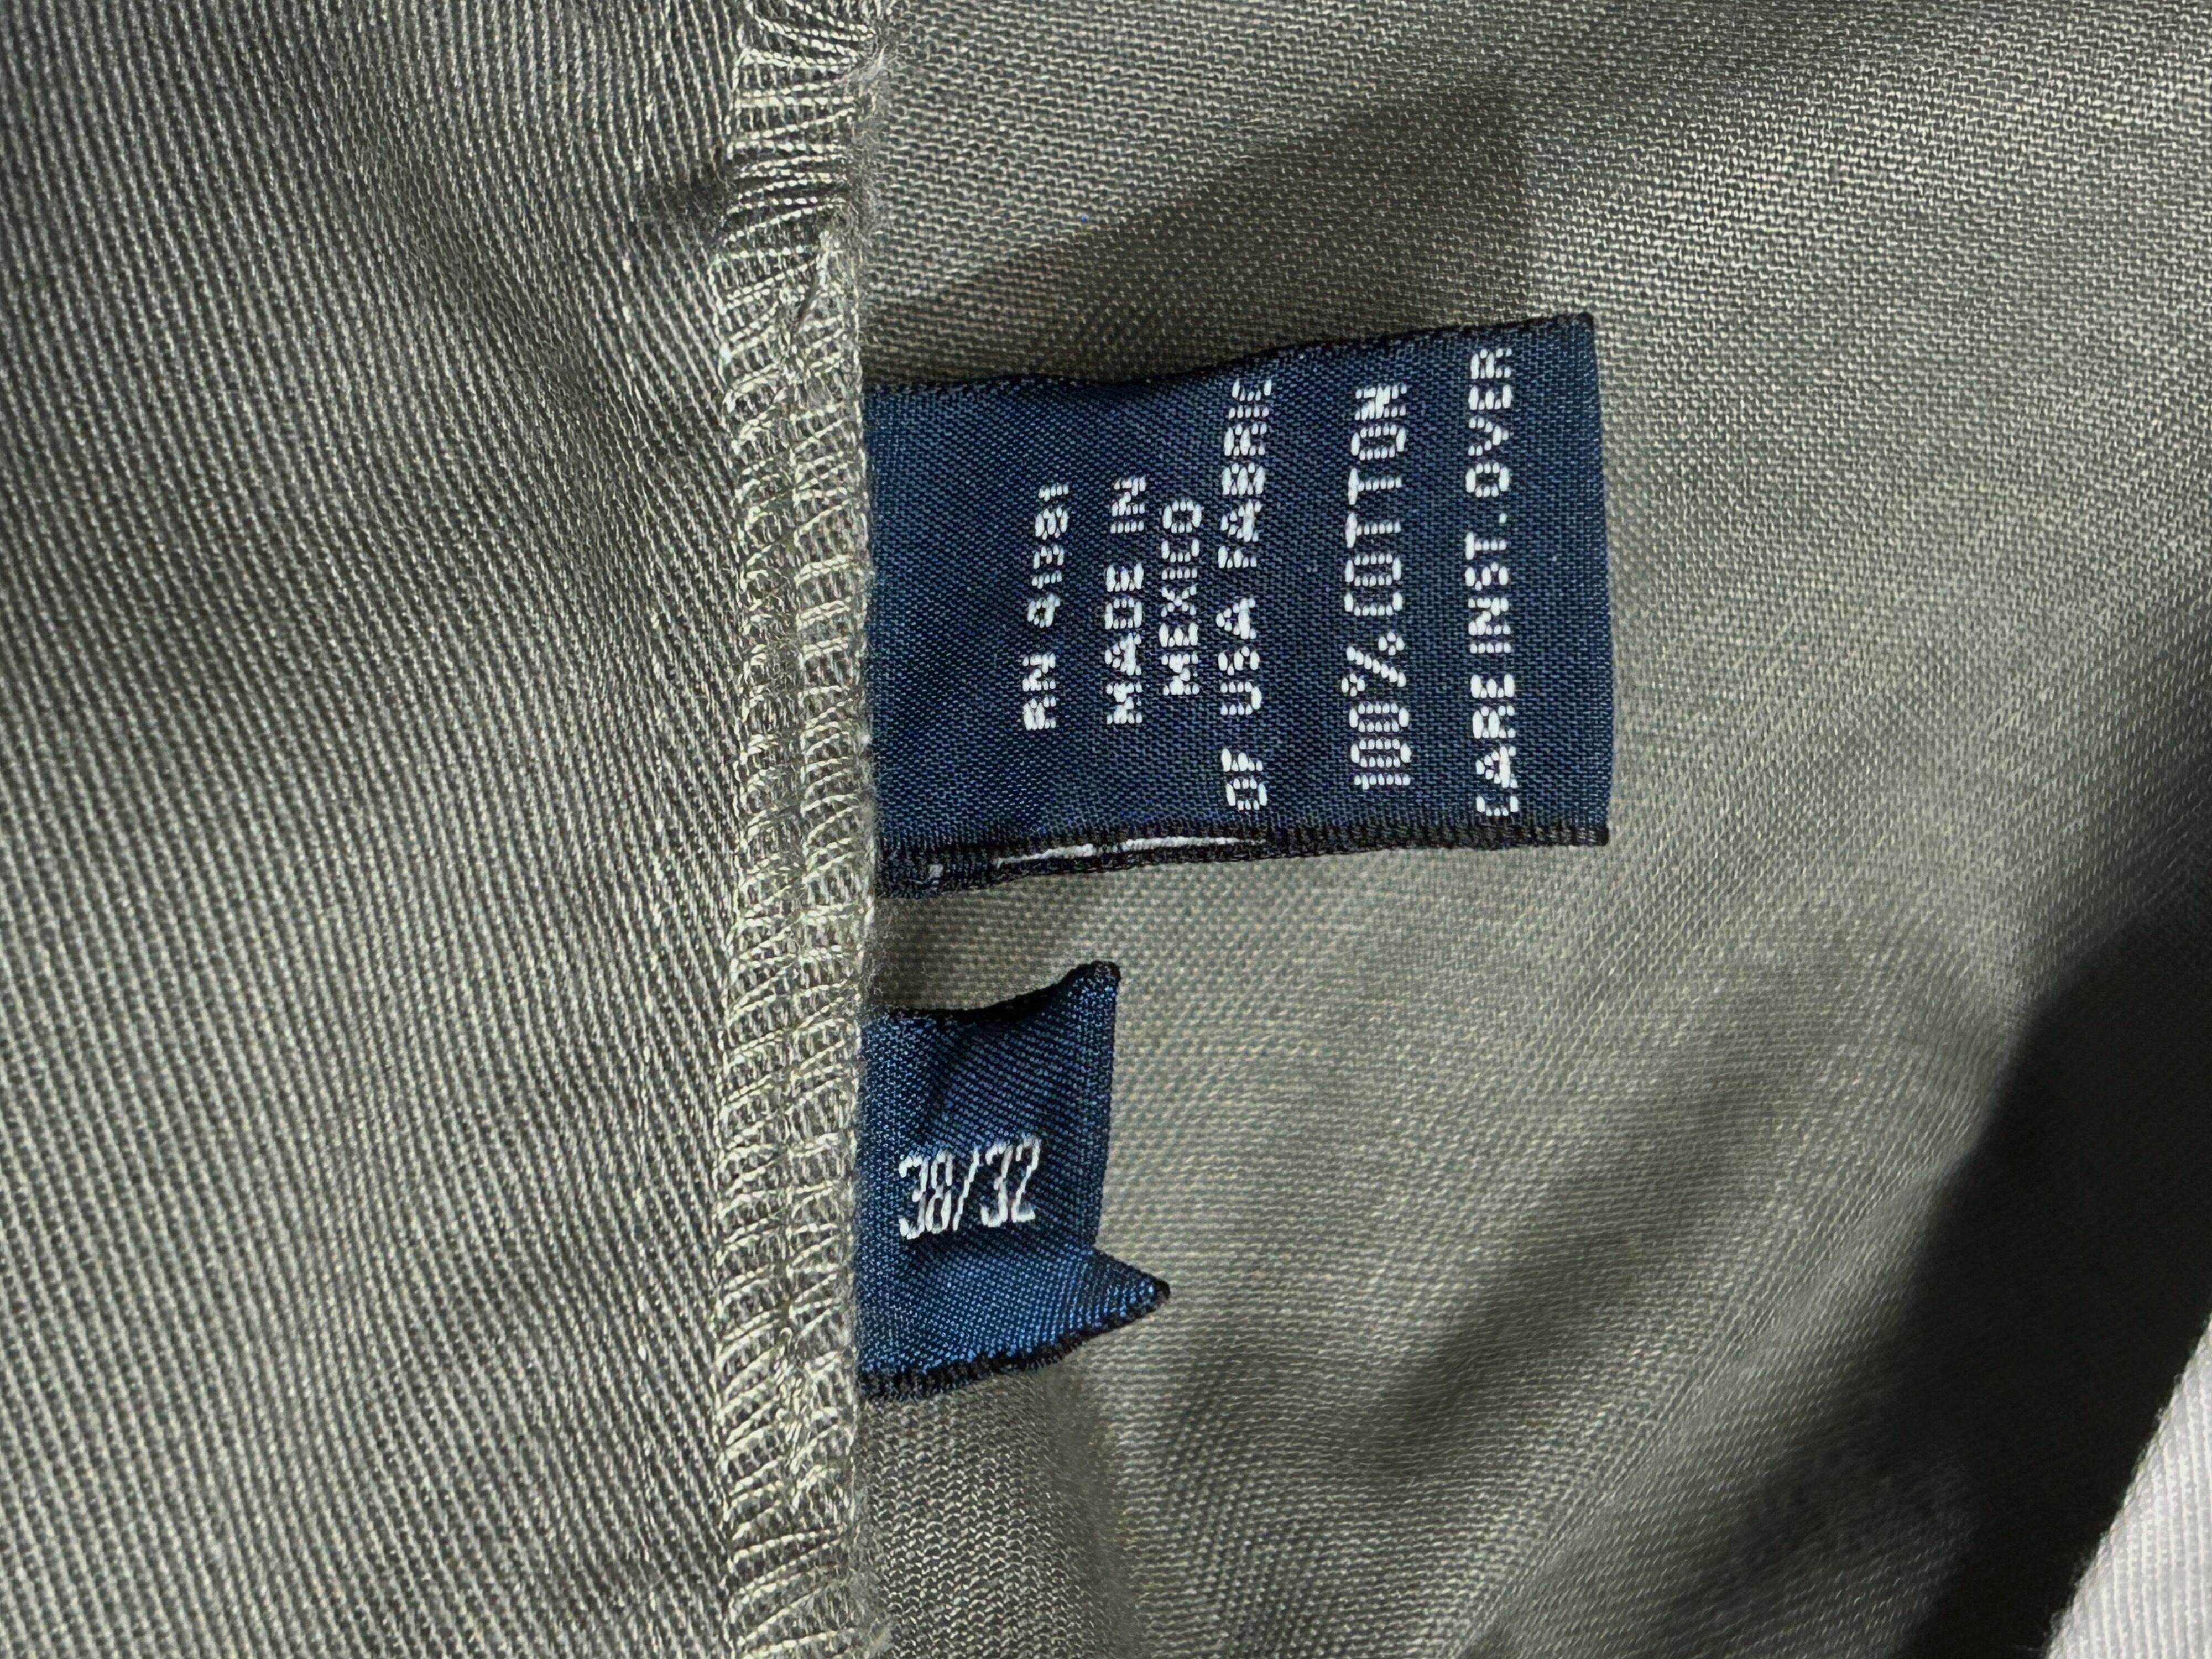 RN 41381
MADE IN
MEXICO
OF USA FABRIC
100% COTTON
CARE INST. OVER
38/32